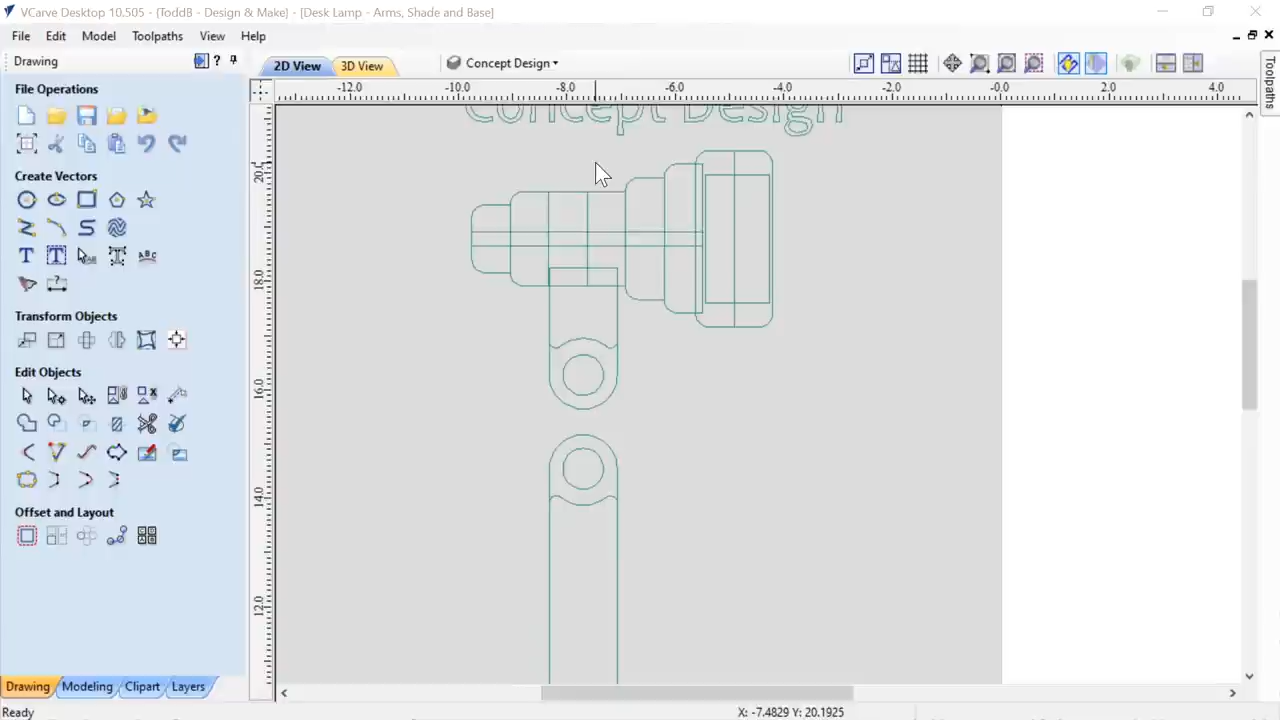 VCarve Desktop 10.505 - {ToddB - Design & Make} - [Desk Lamp - Arms, Shade and Base]
File Edit Model Toolpaths View Help
Drawing
2D View
3D View
Concept Design
Toolpaths
File Operations
-12.0 -10.0 -8.0 -6.0 -4.0 -2.0 -0.0 2.0 4.0
Concept Design
20.0
18.0
16.0
14.0
12.0
Create Vectors
Transform Objects
Edit Objects
Offset and Layout
Drawing Modeling Clipart Layers
Ready
X: -7.4829 Y: 20.1925